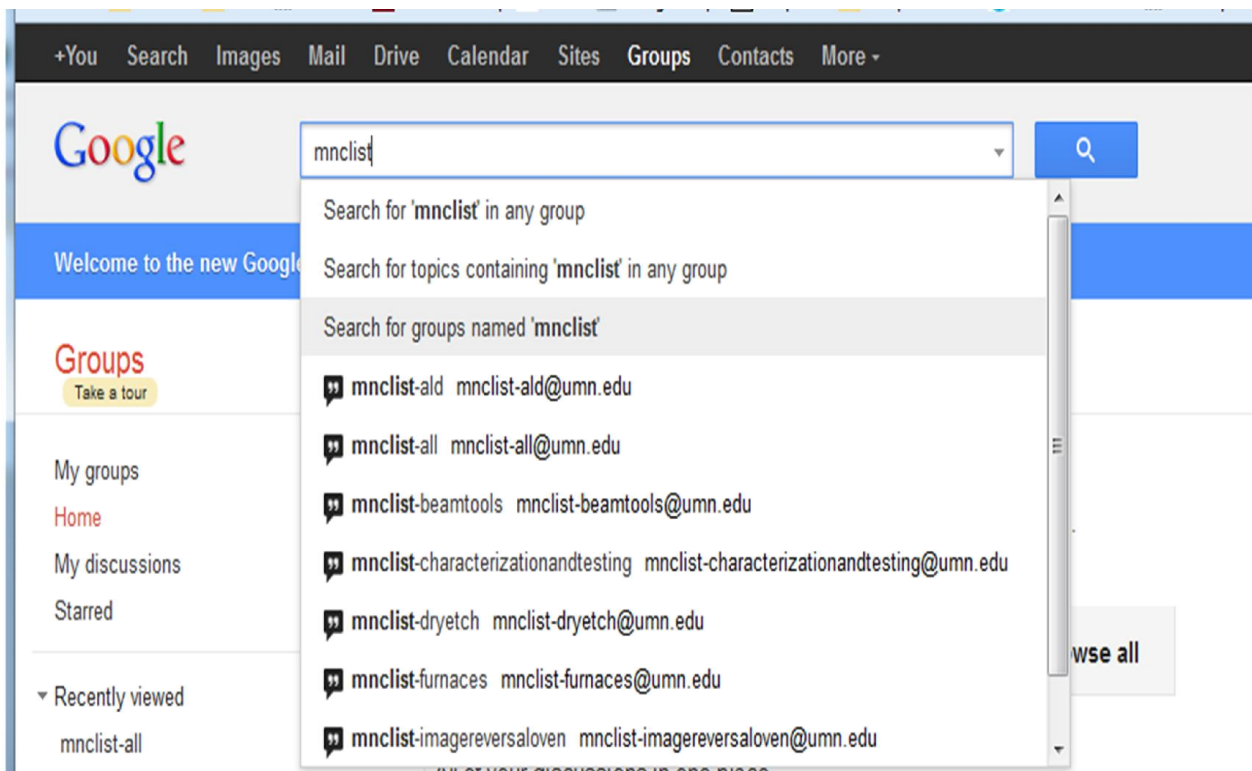 +You Search Images Mail Drive Calendar Sites Groups Contacts More
Google
mnclist
Search for 'mnclist' in any group
Welcome to the new Google
Search for topics containing 'mnclist' in any group
Search for groups named 'mnclist'
Groups
Take a tour
mnclist-ald mnclist-ald@umn.edu
mnclist-all mnclist-all@umn.edu
My groups
mnclist-beamtools mnclist-beamtools@umn.edu
Home
My discussions
mnclist-characterizationandtesting mnclist-characterizationandtesting@umn.edu
Starred
mnclist-dryetch mnclist-dryetch@umn.edu
wse all
mnclist-furnaces mnclist-furnaces@umn.edu
Recently viewed
mnclist-all
mnclist-imagereversaloven mnclist-imagereversaloven@umn.edu